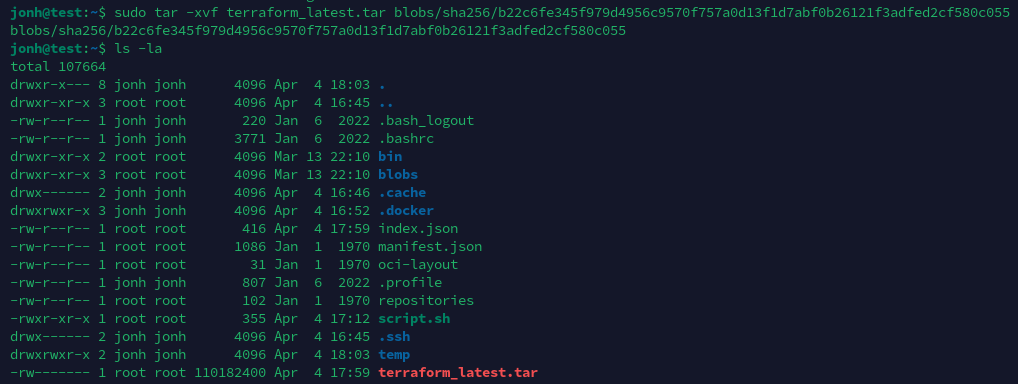 jonh@test:~$ sudo tar -xvf terraform_latest.tar blobs/sha256/b22c6fe345f979d4956c9570f757a0d13f1d7abf0b26121f3adfed2cf580c055
blobs/sha256/b22c6fe345f979d4956c9570f757a0d13f1d7abf0b26121f3adfed2cf580c055
jonh@test:~$ ls -la
total 107664
drwxr-x--- 8 jonh jonh      4096 Apr  4 18:03 .
drwxr-xr-x 3 root root      4096 Apr  4 16:45 ..
-rw-r--r-- 1 jonh jonh       220 Jan  6  2022 .bash_logout
-rw-r--r-- 1 jonh jonh      3771 Jan  6  2022 .bashrc
drwxr-xr-x 2 root root      4096 Mar 13 22:10 bin
drwxr-xr-x 3 root root      4096 Mar 13 22:10 blobs
drwx------ 2 jonh jonh      4096 Apr  4 16:46 .cache
drwxrwxr-x 3 jonh jonh      4096 Apr  4 16:52 .docker
-rw-r--r-- 1 root root       416 Apr  4 17:59 index.json
-rw-r--r-- 1 root root      1086 Jan  1  1970 manifest.json
-rw-r--r-- 1 root root        31 Jan  1  1970 oci-layout
-rw-r--r-- 1 jonh jonh       807 Jan  6  2022 .profile
-rw-r--r-- 1 root root       102 Jan  1  1970 repositories
-rwxr-xr-x 1 root root       355 Apr  4 17:12 script.sh
drwx------ 2 jonh jonh      4096 Apr  4 16:45 .ssh
drwxrwxr-x 2 jonh jonh      4096 Apr  4 18:03 temp
-rw------- 1 root root 110182400 Apr  4 17:59 terraform_latest.tar